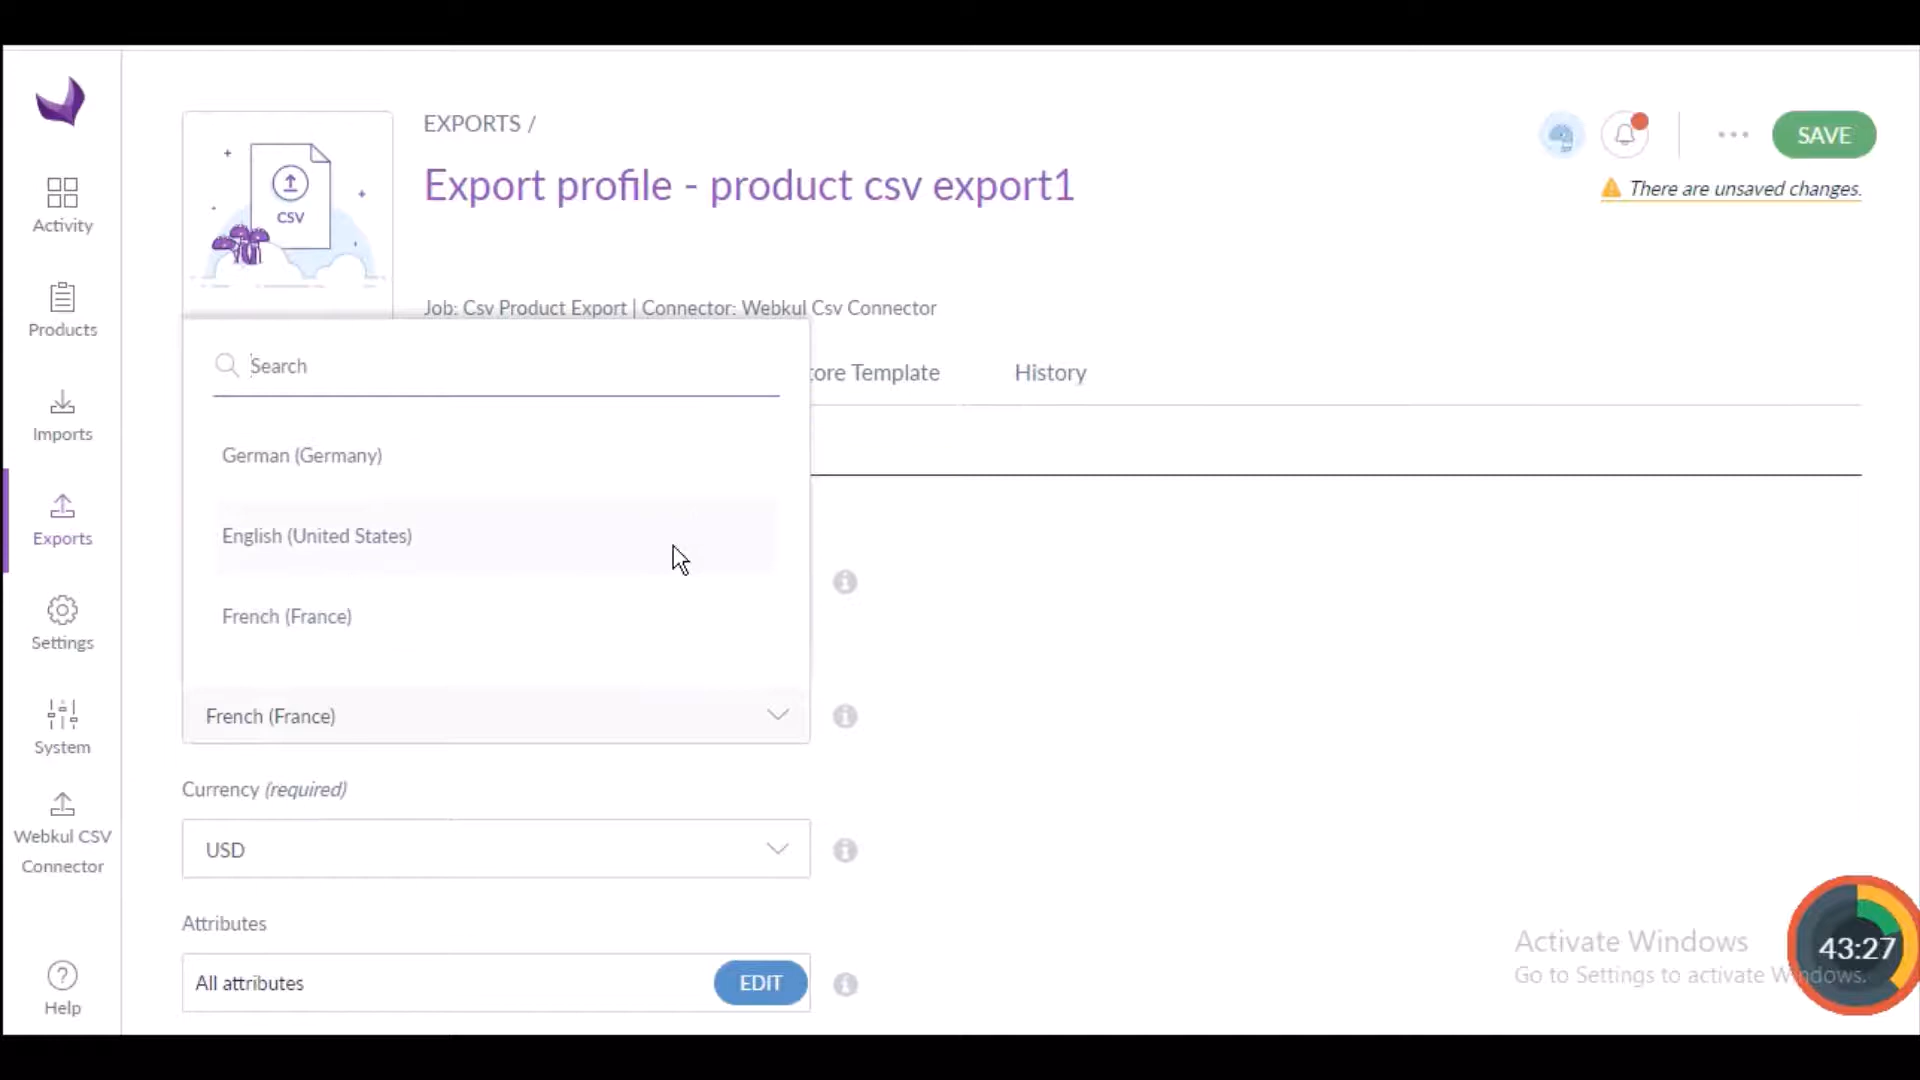 EXPORTS /
Export profile - product csv export1
SAVE
There are unsaved changes.
CSV
Job: Csv Product Export | Connector: Webkul Csv Connector
Activity
Products
Imports
Exports
Settings
System
Webkul CSV
Connector
Help
Search
ore Template
History
German (Germany)
English (United States)
French (France)
French (France)
Currency (required)
USD
Attributes
All attributes
EDIT
Activate Windows
Go to Settings to activate Windows.
43:27